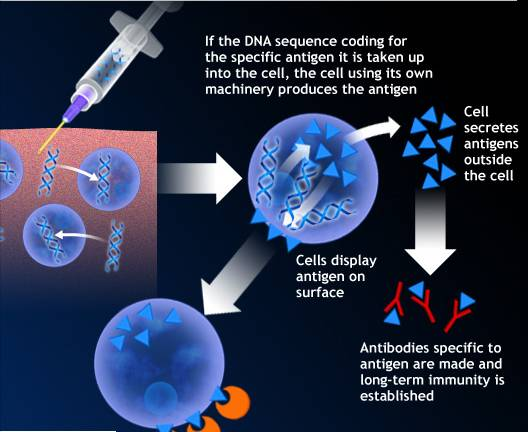 If the DNA sequence coding for
the specific antigen it is taken up
into the cell, the cell using its own
machinery produces the antigen
Cell
secretes
antigens
outside
the cell
Cells display
antigen on
surface
Antibodies specific to
antigen are made and
long-term immunity is
established